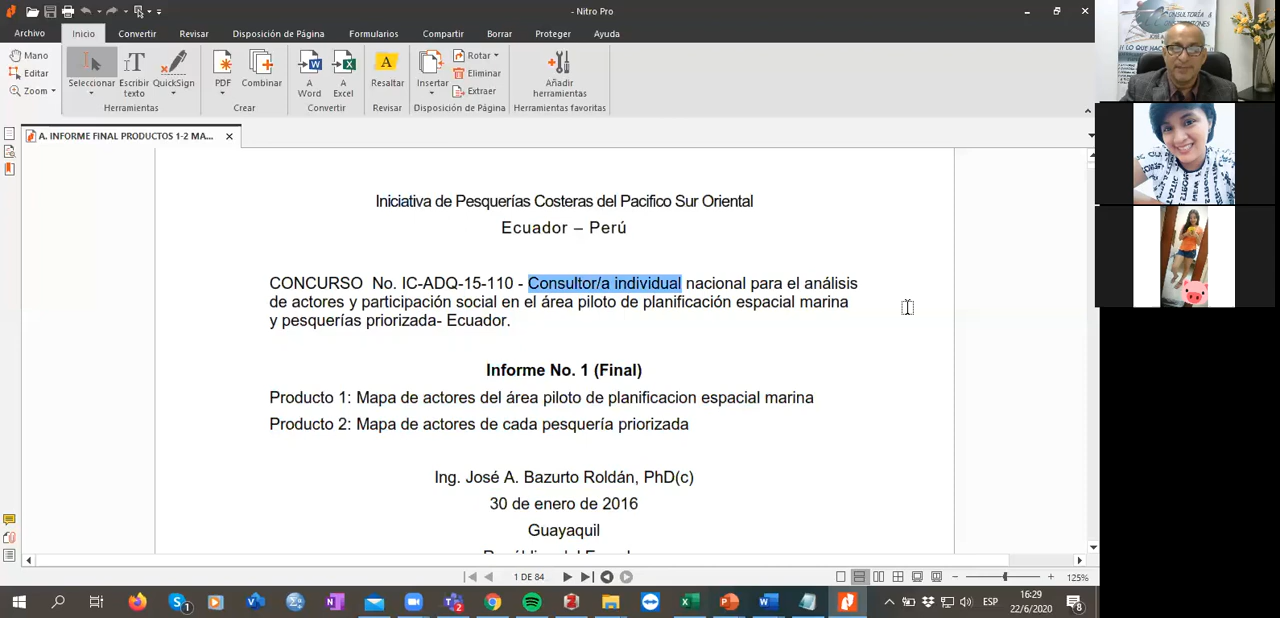 - Nitro Pro
Archivo Inicio Convertir Revisar Disposición de Página Formularios Compartir Borrar Proteger Ayuda
Mano
Editar
Zoom
Seleccionar
Escribir texto
QuickSign
Herramientas
PDF
Combinar
Crear
A Word
A Excel
Convertir
Resaltar
Revisar
Insertar
Rotar
Eliminar
Extraer
Disposición de Página
Añadir herramientas
Herramientas favoritas
A. INFORME FINAL PRODUCTOS 1-2 MA...
Iniciativa de Pesquerías Costeras del Pacifico Sur Oriental
Ecuador – Perú
CONCURSO No. IC-ADQ-15-110 - Consultor/a individual nacional para el análisis
de actores y participación social en el área piloto de planificación espacial marina
y pesquerías priorizada- Ecuador.
Informe No. 1 (Final)
Producto 1: Mapa de actores del área piloto de planificacion espacial marina
Producto 2: Mapa de actores de cada pesquería priorizada
Ing. José A. Bazurto Roldán, PhD(c)
30 de enero de 2016
Guayaquil
1 DE 84
125%
ESP
16:29
22/6/2020